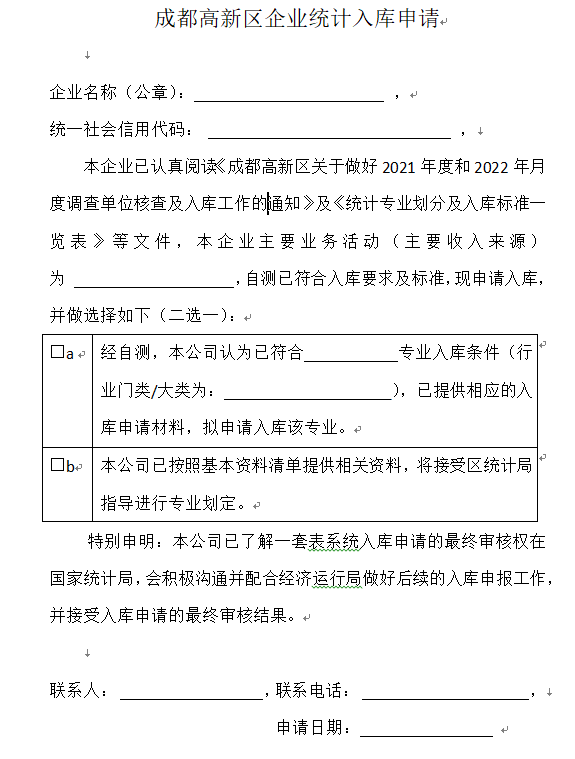 成都高新区企业统计入库申请
企业名称（公章）：____________________ ，
统一社会信用代码： __________________________ ，
本企业已认真阅读《成都高新区关于做好 2021 年度和 2022 年月
度调查单位核查及入库工作的通知》及《统计专业划分及入库标准一
览表》等文件，本企业主要业务活动（主要收入来源）
为 _________________，自测已符合入库要求及标准，现申请入库，
并做选择如下（二选一）：
□a 经自测，本公司认为已符合__________专业入库条件（行
业门类/大类为：__________________），已提供相应的入
库申请材料，拟申请入库该专业。
□b 本公司已按照基本资料清单提供相关资料，将接受区统计局
指导进行专业划定。
特别申明：本公司已了解一套表系统入库申请的最终审核权在
国家统计局，会积极沟通并配合经济运行局做好后续的入库申报工作，
并接受入库申请的最终审核结果。
联系人： _______________，联系电话： __________________，
申请日期：______________